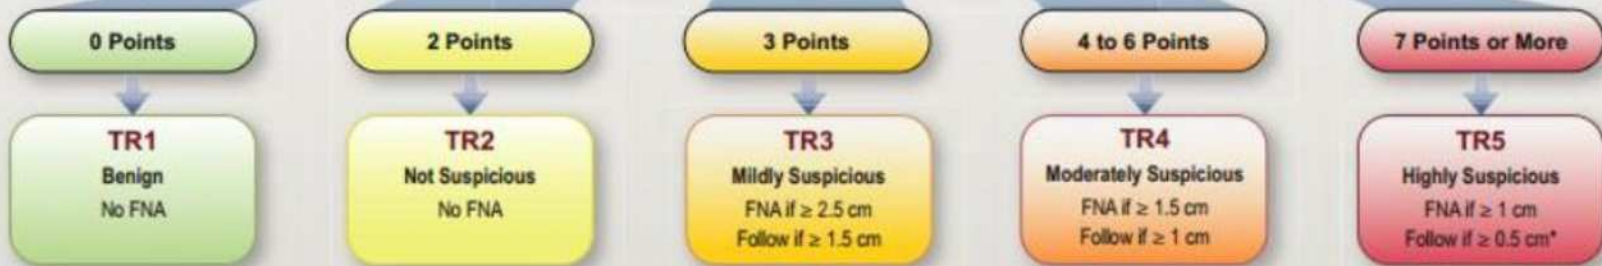 0 Points
2 Points
3 Points
4 to 6 Points
7 Points or More
TR1
Benign
No FNA
TR2
Not Suspicious
No FNA
TR3
Mildly Suspicious
FNA if ≥ 2.5 cm
Follow if ≥ 1.5 cm
TR4
Moderately Suspicious
FNA if ≥ 1.5 cm
Follow if ≥ 1 cm
TR5
Highly Suspicious
FNA if ≥ 1 cm
Follow if ≥ 0.5 cm*